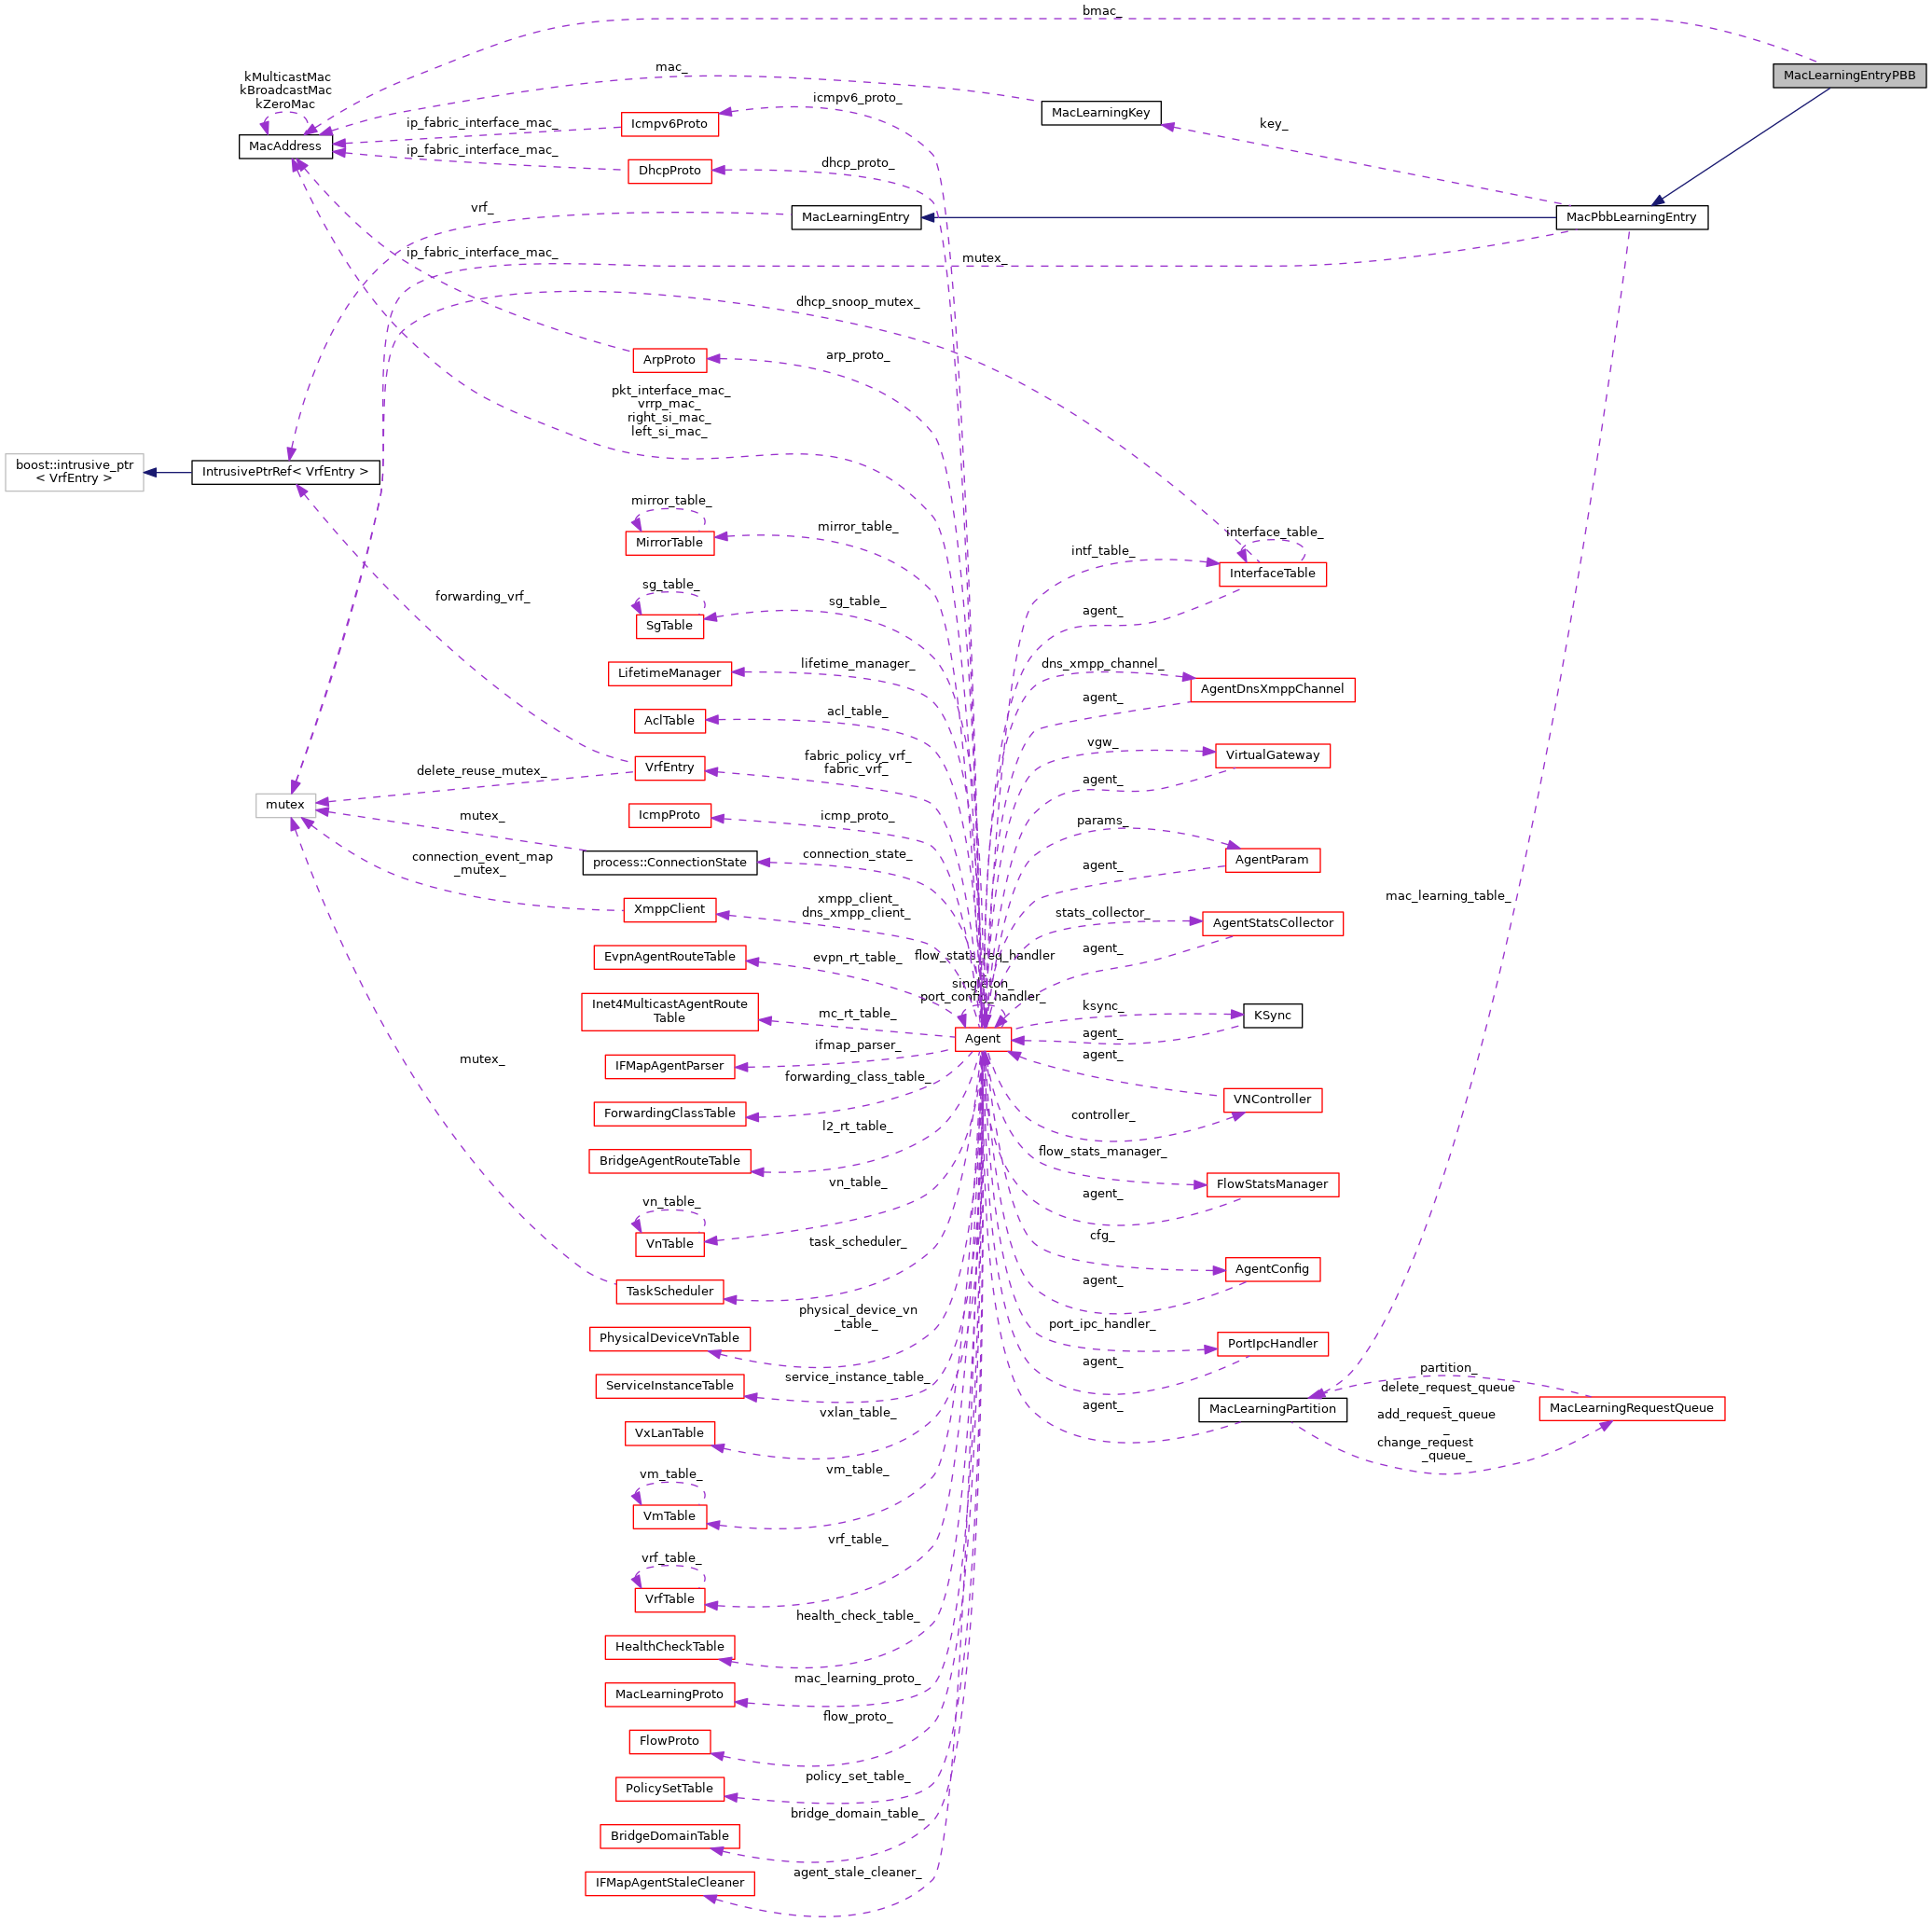 bmac_
MacLearningEntryPBB
mac_
kMulticastMac
kBroadcastMac
kZeroMac
icmpv6_proto_
MacLearningKey
key_
Icmpv6Proto
ip_fabric_interface_mac_
MacAddress
ip_fabric_interface_mac_
DhcpProto
dhcp_proto_
vrf_
MacLearningEntry
MacPbbLearningEntry
ip_fabric_interface_mac_
mutex_
dhcp_snoop_mutex_
ArpProto
arp_proto_
pkt_interface_mac_
vrrp_mac_
right_si_mac_
left_si_mac_
boost::intrusive_ptr
< VrfEntry >
IntrusivePtrRef< VrfEntry >
mirror_table_
MirrorTable
mirror_table_
interface_table_
intf_table_
InterfaceTable
sg_table_
SgTable
sg_table_
forwarding_vrf_
agent_
LifetimeManager
lifetime_manager_
dns_xmpp_channel_
AgentDnsXmppChannel
agent_
AclTable
acl_table_
fabric_policy_vrf_
fabric_vrf_
vgw_
VirtualGateway
agent_
VrfEntry
delete_reuse_mutex_
mutex
IcmpProto
icmp_proto_
mutex_
params_
AgentParam
agent_
process::ConnectionState
connection_state_
connection_event_map
_mutex_
mac_learning_table_
XmppClient
xmpp_client_
dns_xmpp_client_
stats_collector_
AgentStatsCollector
agent_
EvpnAgentRouteTable
evpn_rt_table_
flow_stats_req_handler
singleton_
port_config_handler_
Inet4MulticastAgentRoute
Table
mc_rt_table_
ksync_
KSync
agent_
Agent
agent_
mutex_
IFMapAgentParser
ifmap_parser_
VNController
controller_
ForwardingClassTable
forwarding_class_table_
BridgeAgentRouteTable
l2_rt_table_
flow_stats_manager_
FlowStatsManager
agent_
vn_table_
VnTable
vn_table_
cfg_
AgentConfig
agent_
TaskScheduler
task_scheduler_
PhysicalDeviceVnTable
physical_device_vn
_table_
port_ipc_handler_
PortIpcHandler
agent_
ServiceInstanceTable
service_instance_table_
agent_
MacLearningPartition
partition_
delete_request_queue
_
add_request_queue
_
change_request
_queue_
MacLearningRequestQueue
VxLanTable
vxlan_table_
vm_table_
VmTable
vm_table_
vrf_table_
VrfTable
vrf_table_
HealthCheckTable
health_check_table_
MacLearningProto
mac_learning_proto_
FlowProto
flow_proto_
PolicySetTable
policy_set_table_
BridgeDomainTable
bridge_domain_table_
IFMapAgentStaleCleaner
agent_stale_cleaner_